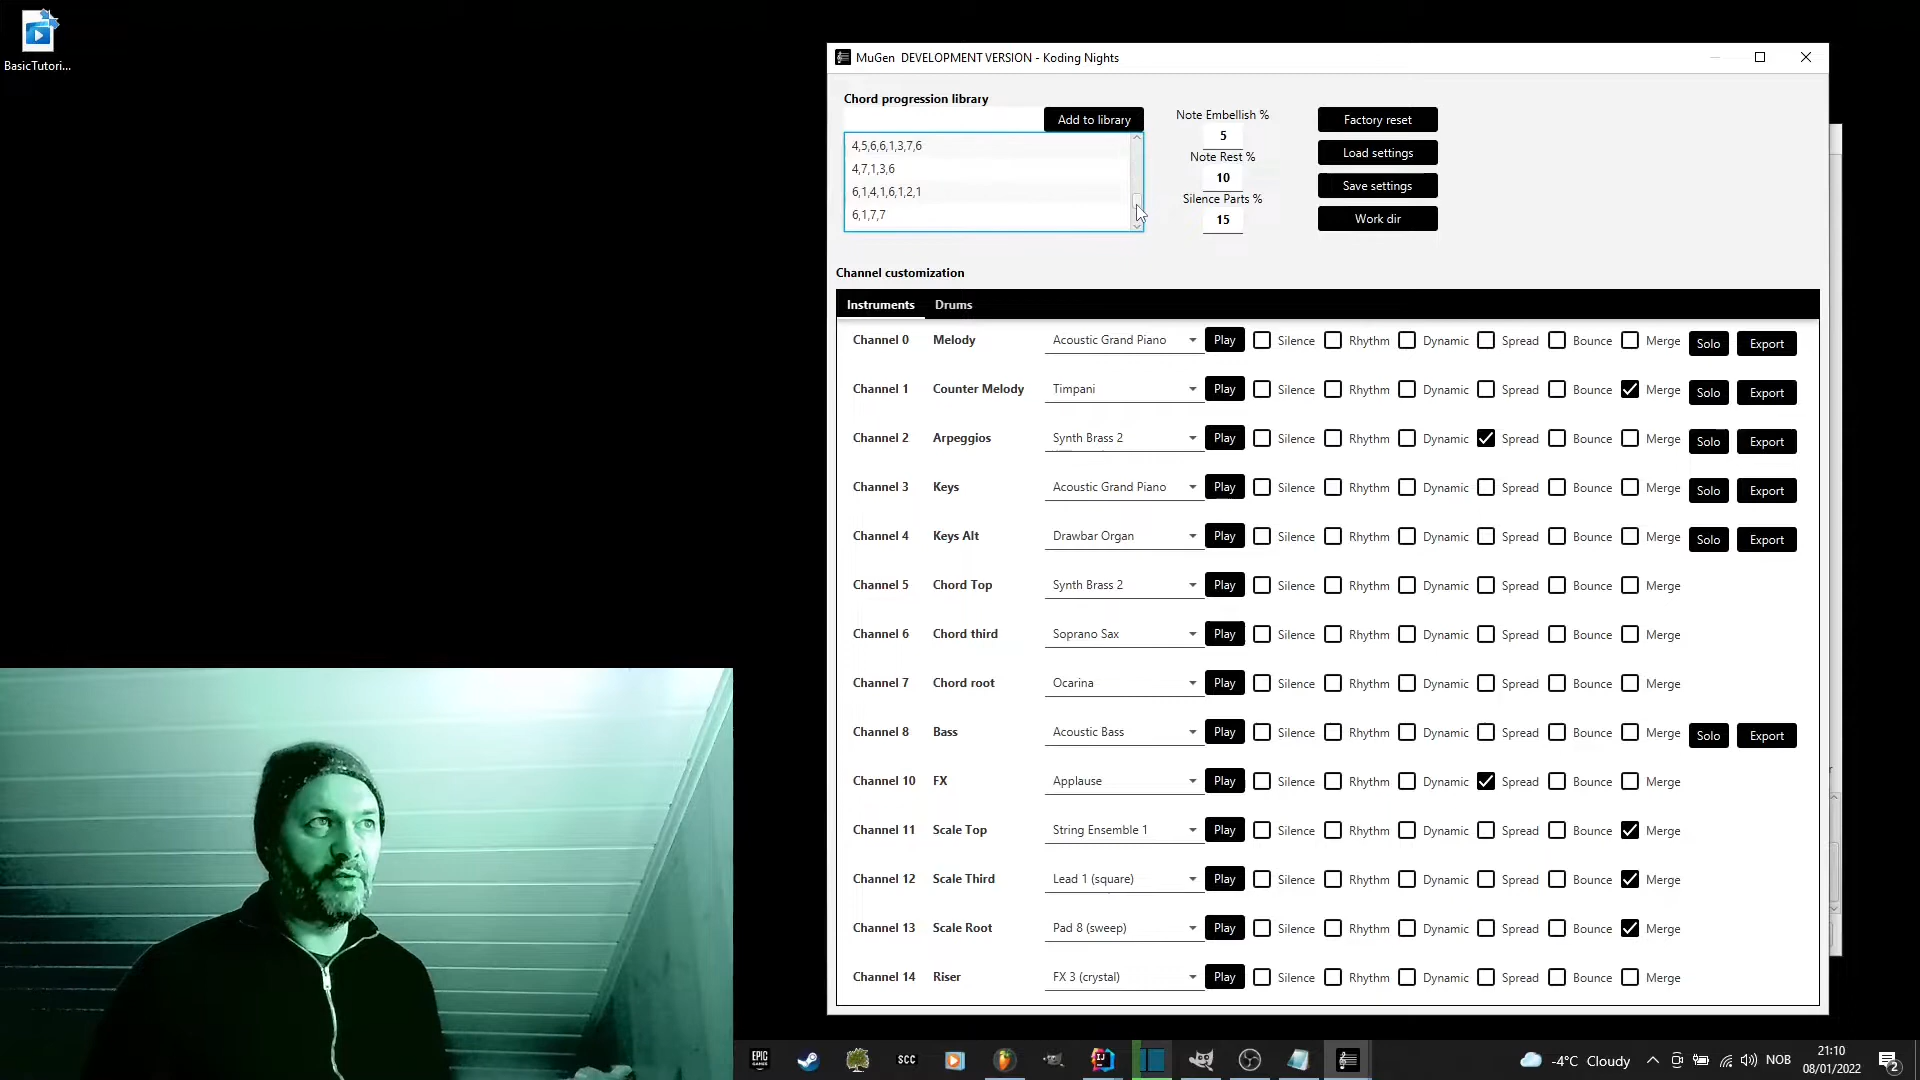 BasicTutori...
MuGen DEVELOPMENT VERSION - Koding Nights
Chord progression library
Add to library
4,5,6,6,1,3,7,6
4,7,1,3,6
6,1,4,1,6,1,2,1
6,1,7,7
Note Embellish %
5
Note Rest %
10
Silence Parts %
15
Factory reset
Load settings
Save settings
Work dir
Channel customization
Instruments Drums
Channel 0 Melody Acoustic Grand Piano Play Silence Rhythm Dynamic Spread Bounce Merge Solo Export
Channel 1 Counter Melody Timpani Play Silence Rhythm Dynamic Spread Bounce Merge Solo Export
Channel 2 Arpeggios Synth Brass 2 Play Silence Rhythm Dynamic Spread Bounce Merge Solo Export
Channel 3 Keys Acoustic Grand Piano Play Silence Rhythm Dynamic Spread Bounce Merge Solo Export
Channel 4 Keys Alt Drawbar Organ Play Silence Rhythm Dynamic Spread Bounce Merge Solo Export
Channel 5 Chord Top Synth Brass 2 Play Silence Rhythm Dynamic Spread Bounce Merge
Channel 6 Chord third Soprano Sax Play Silence Rhythm Dynamic Spread Bounce Merge
Channel 7 Chord root Ocarina Play Silence Rhythm Dynamic Spread Bounce Merge
Channel 8 Bass Acoustic Bass Play Silence Rhythm Dynamic Spread Bounce Merge Solo Export
Channel 10 FX Applause Play Silence Rhythm Dynamic Spread Bounce Merge
Channel 11 Scale Top String Ensemble 1 Play Silence Rhythm Dynamic Spread Bounce Merge
Channel 12 Scale Third Lead 1 (square) Play Silence Rhythm Dynamic Spread Bounce Merge
Channel 13 Scale Root Pad 8 (sweep) Play Silence Rhythm Dynamic Spread Bounce Merge
Channel 14 Riser FX 3 (crystal) Play Silence Rhythm Dynamic Spread Bounce Merge
EPIC
GAMES
SCC
IJ
-4°C Cloudy
NOB
21:10
08/01/2022
2